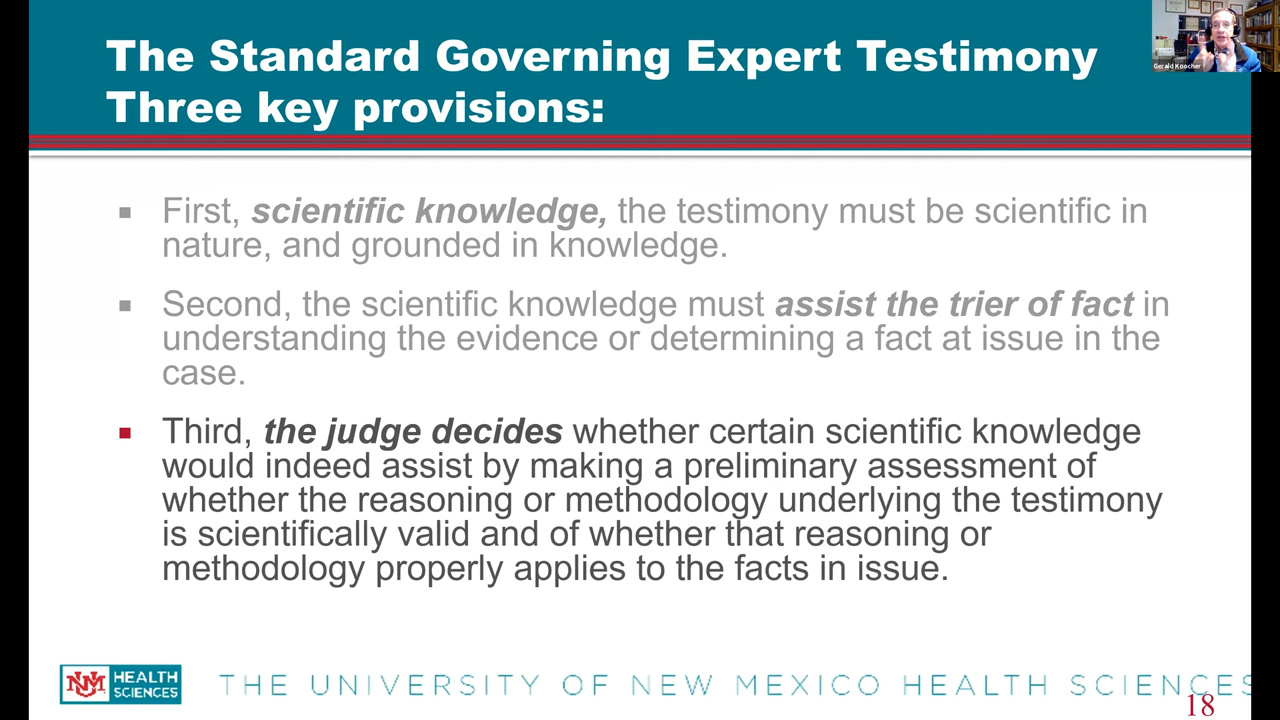 The Standard Governing Expert Testimony
Three key provisions:
Gerald Koocher
First, scientific knowledge, the testimony must be scientific in
nature, and grounded in knowledge.
Second, the scientific knowledge must assist the trier of fact in
understanding the evidence or determining a fact at issue in the
case.
Third, the judge decides whether certain scientific knowledge
would indeed assist by making a preliminary assessment of
whether the reasoning or methodology underlying the testimony
is scientifically valid and of whether that reasoning or
methodology properly applies to the facts in issue.
UNM HEALTH
SCIENCES
THE UNIVERSITY OF NEW MEXICO HEALTH SCIENCES
18